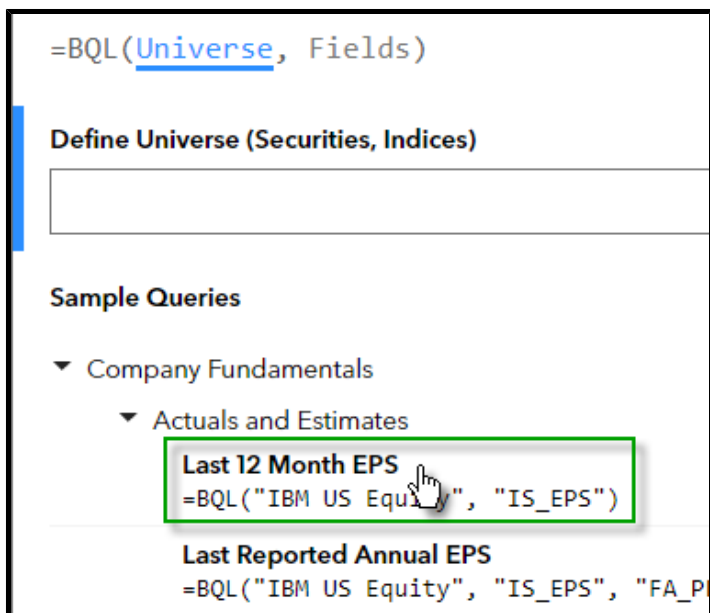 =BQL(Universe, Fields)
Define Universe (Securities, Indices)
Sample Queries
Company Fundamentals
Actuals and Estimates
Last 12 Month EPS
=BQL("IBM US Equity", "IS_EPS")
Last Reported Annual EPS
=BQL("IBM US Equity", "IS_EPS", "FA_P